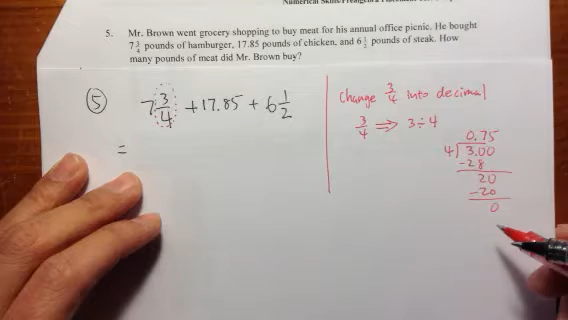 5. Mr. Brown went grocery shopping to buy meat for his annual office picnic. He bought
7 3/4 pounds of hamburger, 17.85 pounds of chicken, and 6 1/2 pounds of steak. How
many pounds of meat did Mr. Brown buy?
⑤ 7 3/4 + 17.85 + 6 1/2
=
Change 3/4 into decimal
3/4 ⇒ 3÷4
0.75
4)3.00
-28
20
-20
0